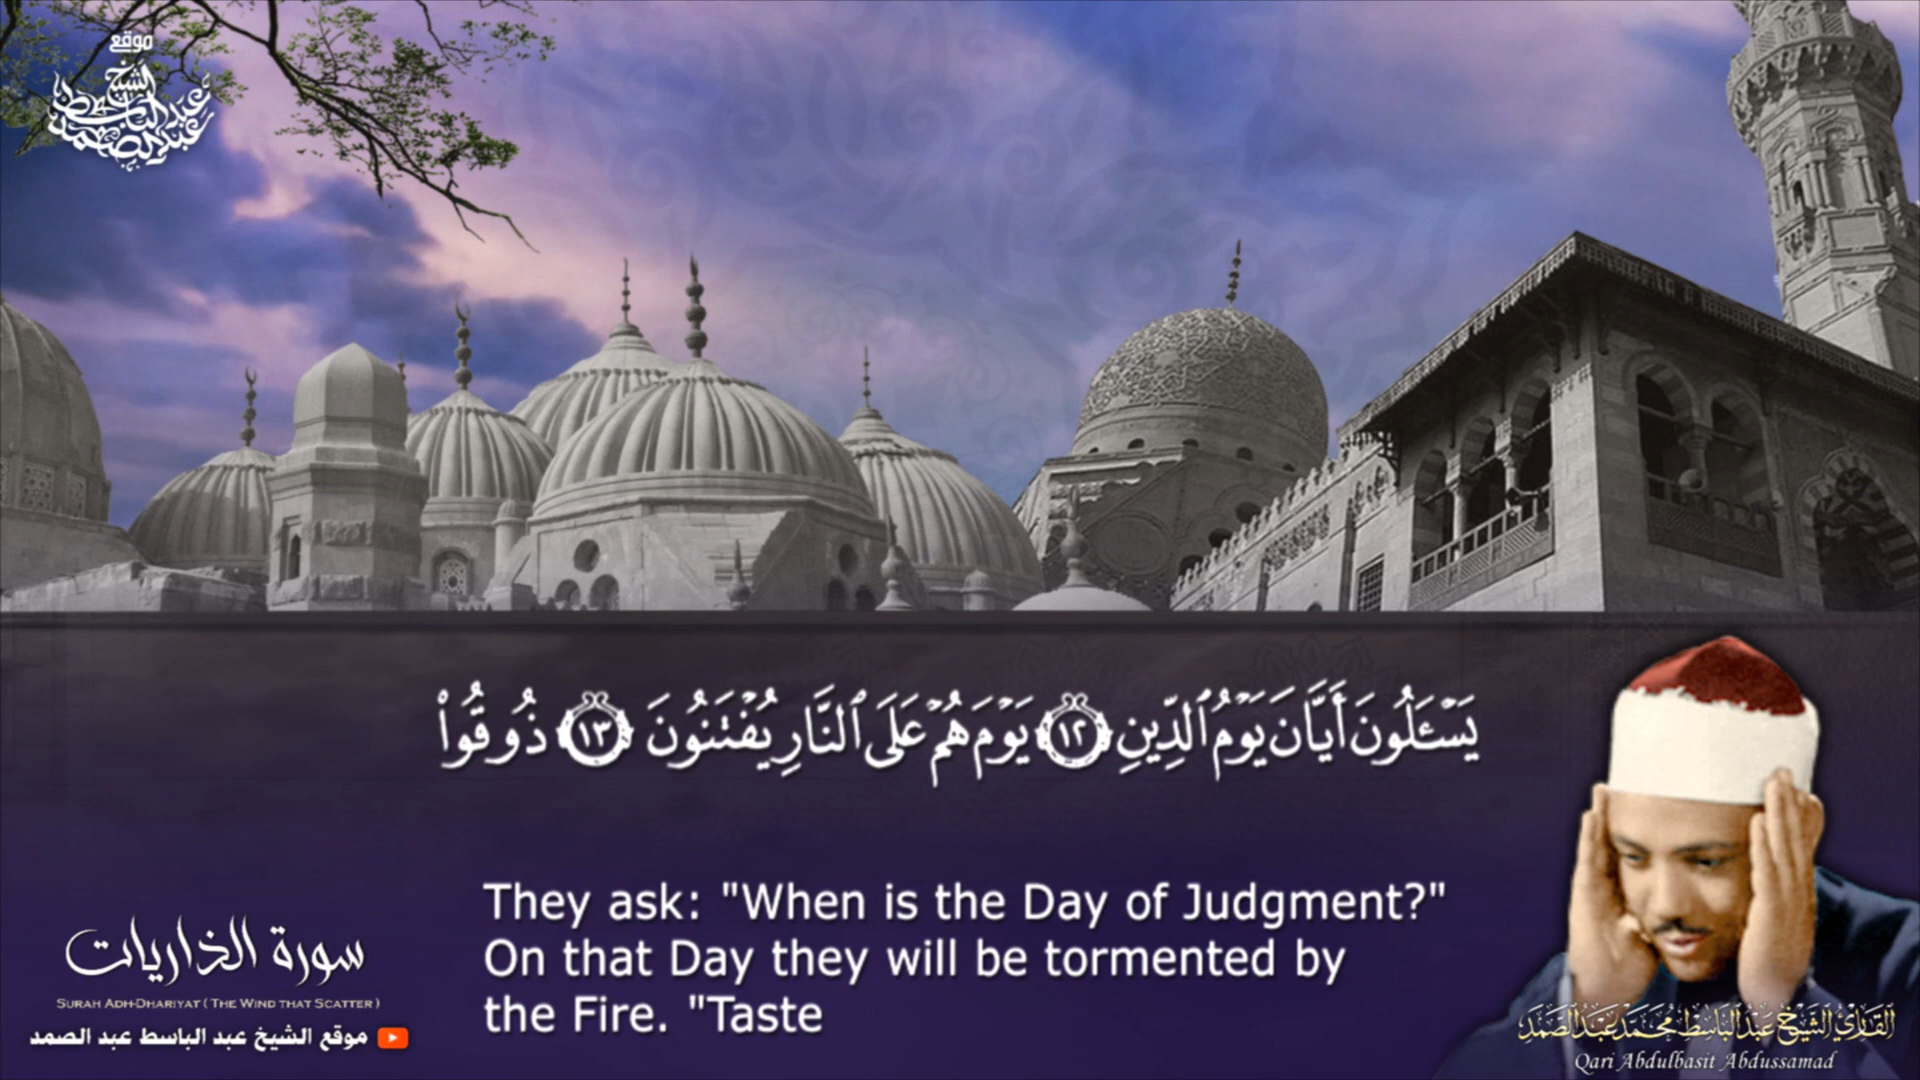 موقع
الشيخ
عبد الباسط
عبد الصمد
يَسْـَٔلُونَ أَيَّانَ يَوْمُ ٱلدِّينِ ١٢ يَوْمَ هُمْ عَلَى ٱلنَّارِ يُفْتَنُونَ ١٣ ذُوقُوا۟
They ask: "When is the Day of Judgment?"
On that Day they will be tormented by
the Fire. "Taste
سورة الذاريات
SURAH ADH-DHARIYAT ( THE WIND THAT SCATTER )
موقع الشيخ عبد الباسط عبد الصمد
القارئ الشيخ عبد الباسط محمد عبد الصمد
Qari Abdulbasit Abdussamad